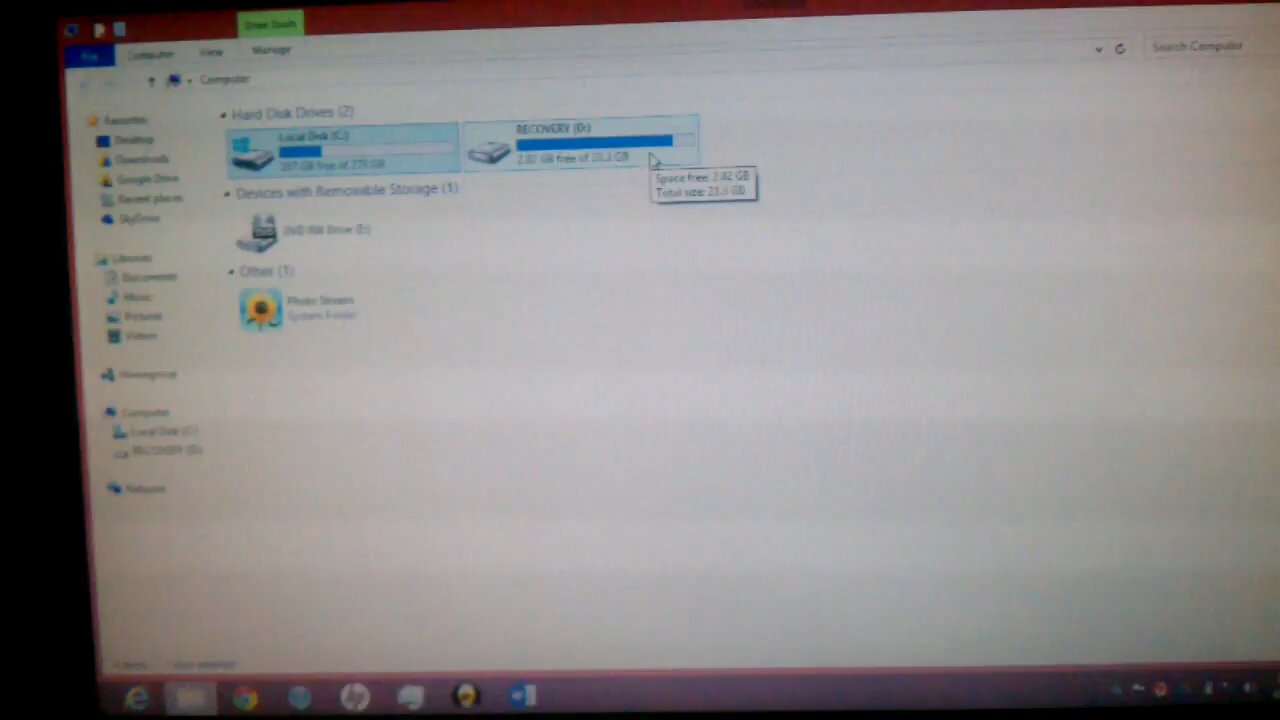 Drive Tools
File Computer View Manage
Computer
Search Computer
Favorites
Desktop
Downloads
Google Drive
Recent places
SkyDrive
Libraries
Documents
Music
Pictures
Videos
Homegroup
Computer
Local Disk (C:)
RECOVERY (D:)
Network
Hard Disk Drives (2)
Local Disk (C:)
RECOVERY (D:)
Space free: 2.82 GB
Total size: 23.3 GB
Devices with Removable Storage (1)
DVD RW Drive (E:)
Other (1)
Photo Stream
System Folder